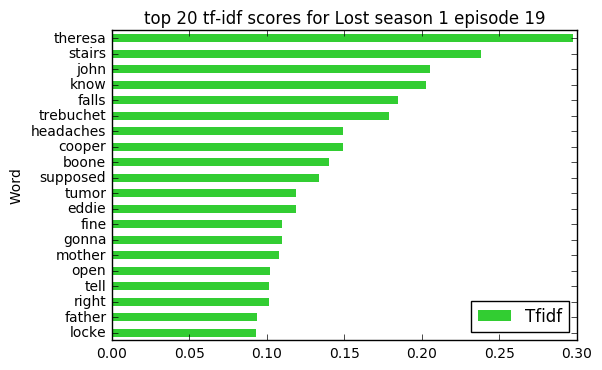 top 20 tf-idf scores for Lost season 1 episode 19
theresa
stairs
john
know
falls
trebuchet
headaches
cooper
boone
supposed
tumor
eddie
fine
gonna
mother
open
tell
right
father
locke
Word
Tfidf
0.00 0.05 0.10 0.15 0.20 0.25 0.30